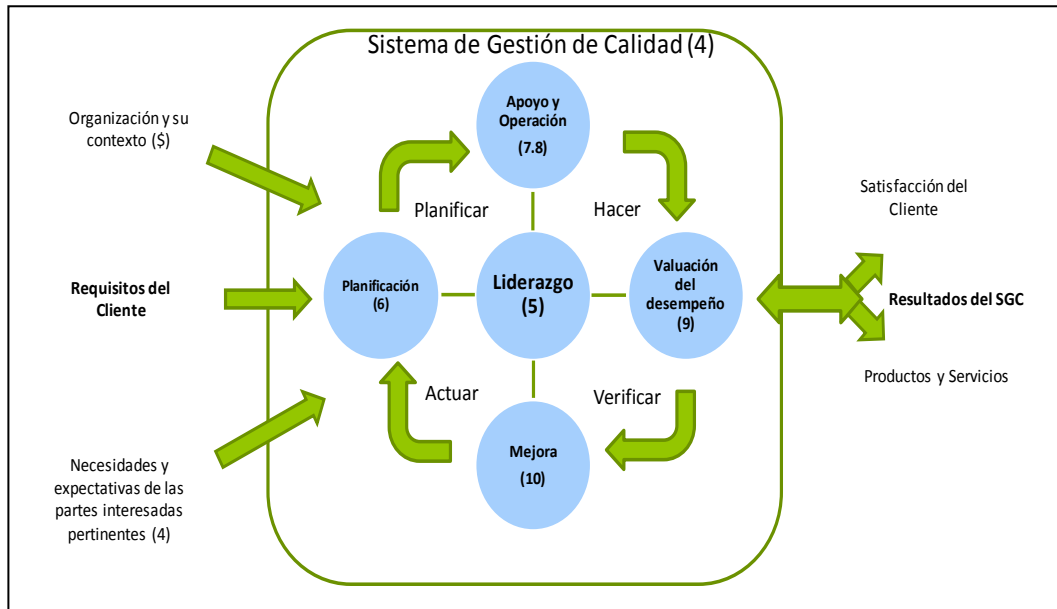 Sistema de Gestión de Calidad (4)
Organización y su
contexto ($)
Requisitos del
Cliente
Necesidades y
expectativas de las
partes interesadas
pertinentes (4)
Apoyo y
Operación
(7.8)
Planificar
Hacer
Planificación
(6)
Liderazgo
(5)
Valuación
del
desempeño
(9)
Actuar
Verificar
Mejora
(10)
Satisfacción del
Cliente
Resultados del SGC
Productos y Servicios